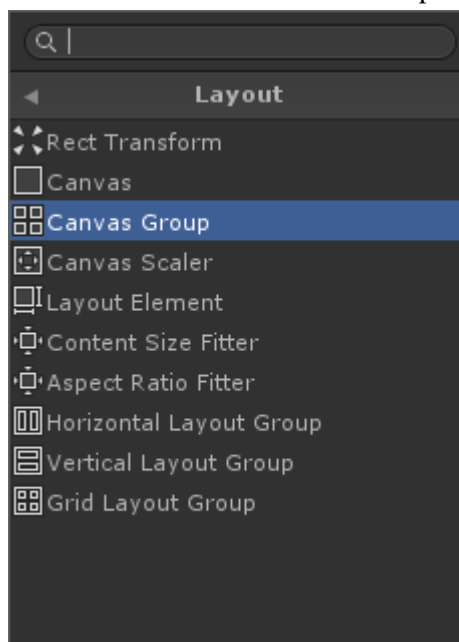 Layout
Rect Transform
Canvas
Canvas Group
Canvas Scaler
Layout Element
Content Size Fitter
Aspect Ratio Fitter
Horizontal Layout Group
Vertical Layout Group
Grid Layout Group